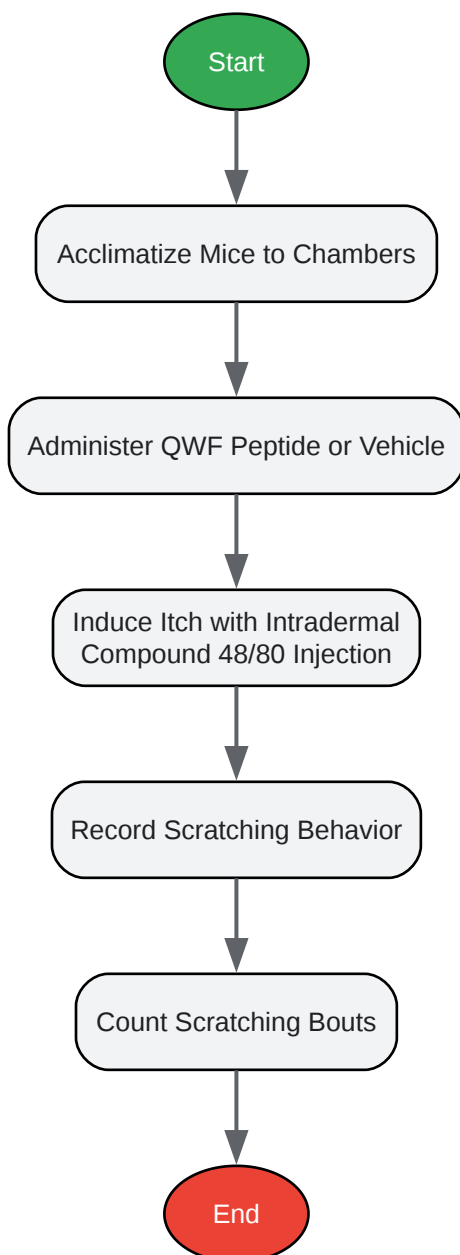 Start
Acclimatize Mice to Chambers
Administer QWF Peptide or Vehicle
Induce Itch with Intradermal
Compound 48/80 Injection
Record Scratching Behavior
Count Scratching Bouts
End